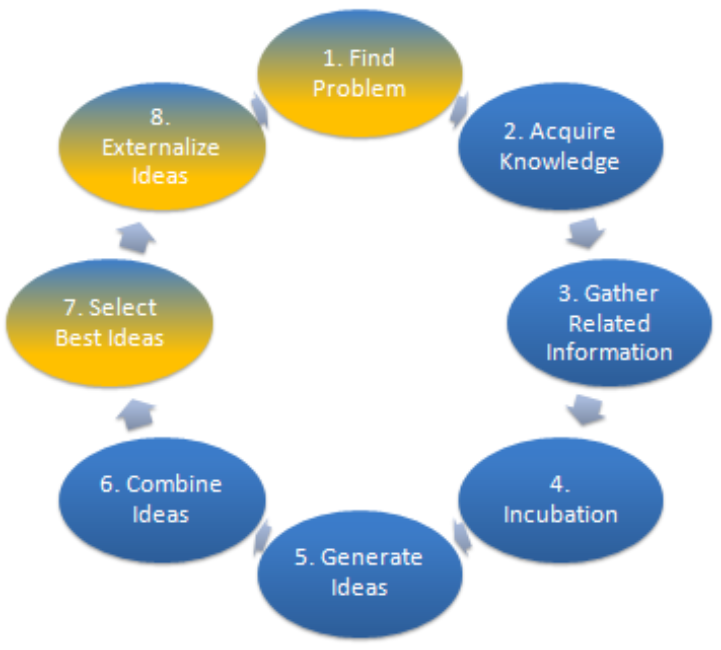 1. Find
Problem
2. Acquire
Knowledge
3. Gather
Related
Information
4.
Incubation
5. Generate
Ideas
6. Combine
Ideas
7. Select
Best Ideas
8.
Externalize
Ideas